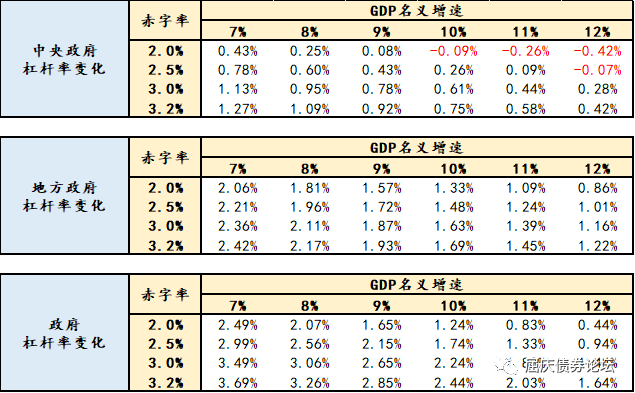 赤字率 GDP名义增速
7% 8% 9% 10% 11% 12%
中央政府
杠杆率变化
2.0% 0.43% 0.25% 0.08% -0.09% -0.26% -0.42%
2.5% 0.78% 0.60% 0.43% 0.26% 0.09% -0.07%
3.0% 1.13% 0.95% 0.78% 0.61% 0.44% 0.28%
3.2% 1.27% 1.09% 0.92% 0.75% 0.58% 0.42%
赤字率 GDP名义增速
7% 8% 9% 10% 11% 12%
地方政府
杠杆率变化
2.0% 2.06% 1.81% 1.57% 1.33% 1.09% 0.86%
2.5% 2.21% 1.96% 1.72% 1.48% 1.24% 1.01%
3.0% 2.36% 2.11% 1.87% 1.63% 1.39% 1.16%
3.2% 2.42% 2.17% 1.93% 1.69% 1.45% 1.22%
赤字率 GDP名义增速
7% 8% 9% 10% 11% 12%
政府
杠杆率变化
2.0% 2.49% 2.07% 1.65% 1.24% 0.83% 0.44%
2.5% 2.99% 2.56% 2.15% 1.74% 1.33% 0.94%
3.0% 3.49% 3.06% 2.65% 2.24%
3.2% 3.69% 3.26% 2.85% 2.44% 2.03% 1.64%
屈庆债券论坛